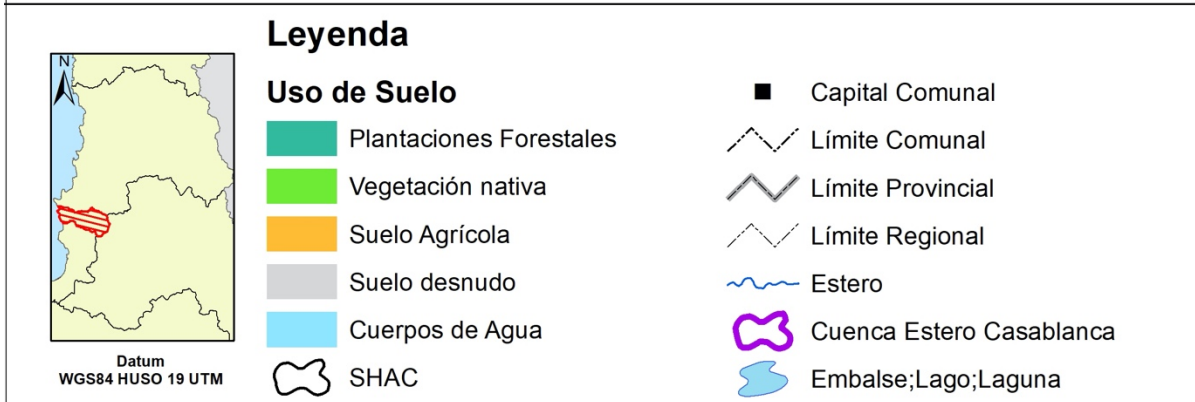 Leyenda
N
Uso de Suelo
Plantaciones Forestales
Vegetación nativa
Suelo Agrícola
Suelo desnudo
Cuerpos de Agua
SHAC
Capital Comunal
Límite Comunal
Límite Provincial
Límite Regional
Estero
Cuenca Estero Casablanca
Embalse;Lago;Laguna
Datum
WGS84 HUSO 19 UTM